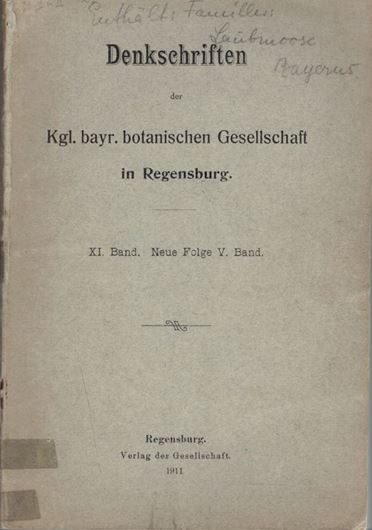 Enthält: Familler:
Laubmoose
Bayerns
Denkschriften
der
Kgl. bayr. botanischen Gesellschaft
in Regensburg.
XI. Band. Neue Folge V. Band.
Regensburg.
Verlag der Gesellschaft.
1911